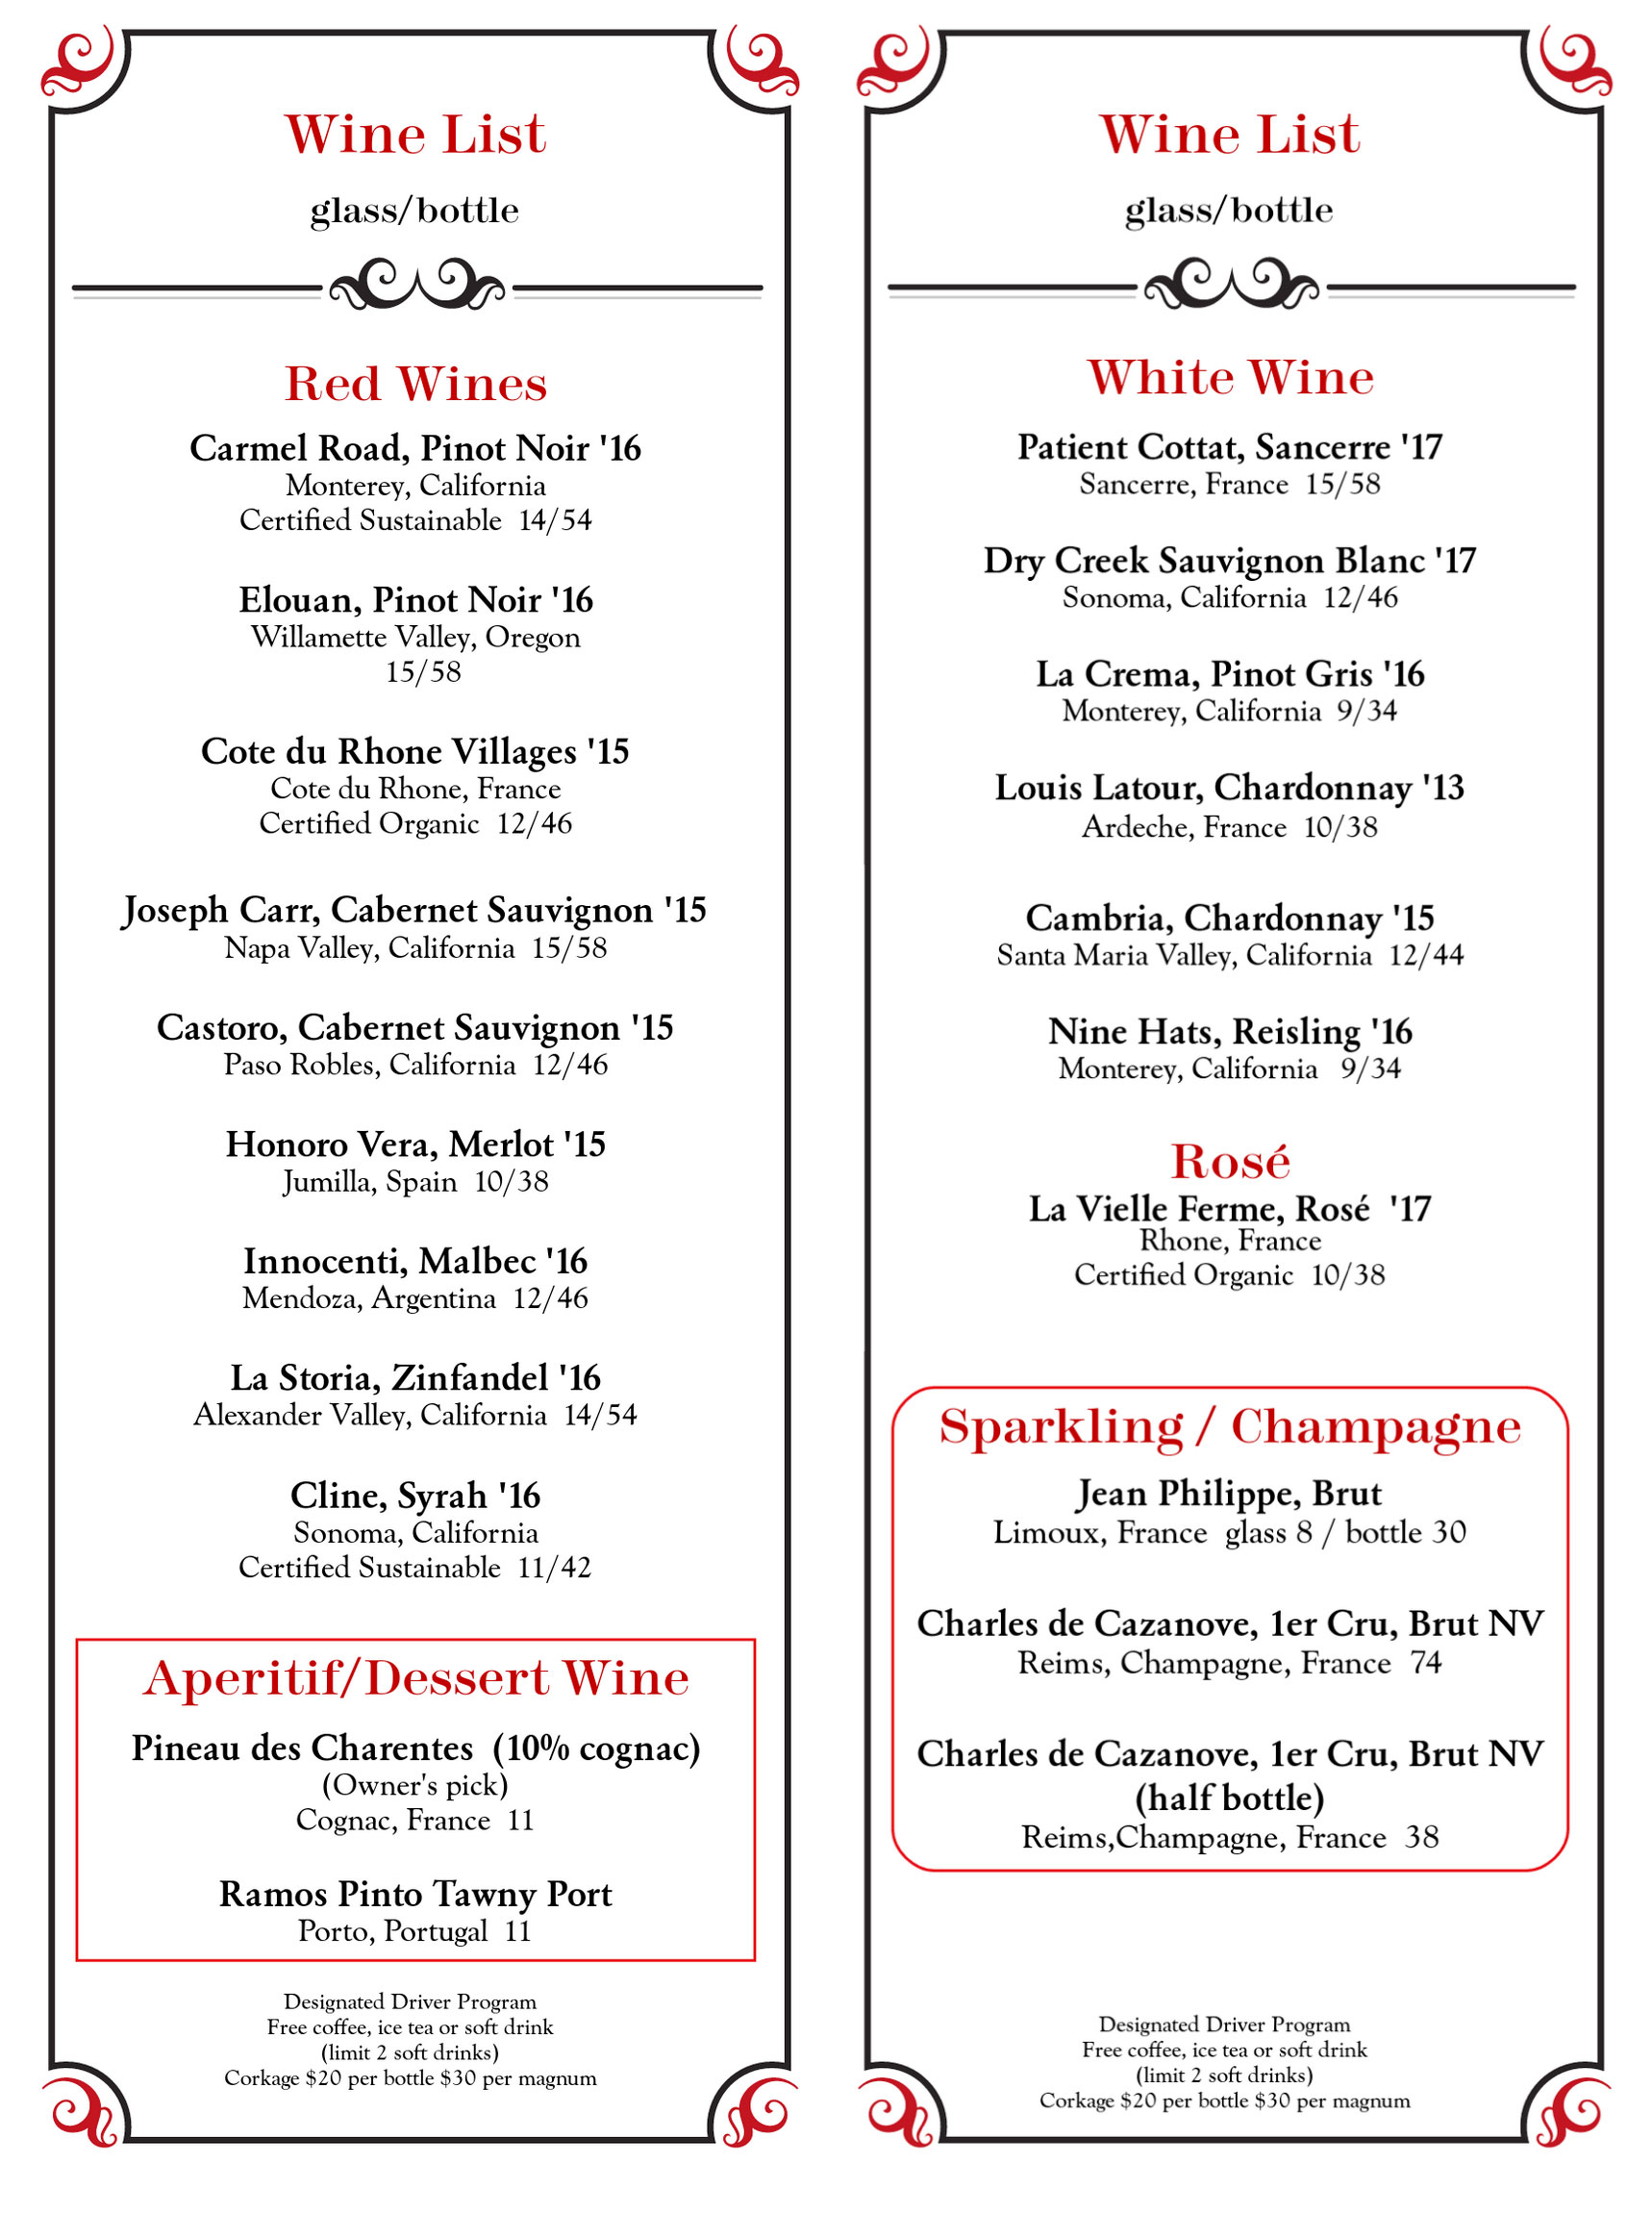 Wine List
glass/bottle
Red Wines
Carmel Road, Pinot Noir '16
Monterey, California
Certified Sustainable 14/54
Elouan, Pinot Noir '16
Willamette Valley, Oregon
15/58
Cote du Rhone Villages '15
Cote du Rhone, France
Certified Organic 12/46
Joseph Carr, Cabernet Sauvignon '15
Napa Valley, California 15/58
Castoro, Cabernet Sauvignon '15
Paso Robles, California 12/46
Honoro Vera, Merlot '15
Jumilla, Spain 10/38
Innocenti, Malbec '16
Mendoza, Argentina 12/46
La Storia, Zinfandel '16
Alexander Valley, California 14/54
Cline, Syrah '16
Sonoma, California
Certified Sustainable 11/42
Aperitif/Dessert Wine
Pineau des Charentes (10% cognac)
(Owner's pick)
Cognac, France 11
Ramos Pinto Tawny Port
Porto, Portugal 11
Designated Driver Program
Free coffee, ice tea or soft drink
(limit 2 soft drinks)
Corkage $20 per bottle $30 per magnum
Wine List
glass/bottle
White Wine
Patient Cottat, Sancerre '17
Sancerre, France 15/58
Dry Creek Sauvignon Blanc '17
Sonoma, California 12/46
La Crema, Pinot Gris '16
Monterey, California 9/34
Louis Latour, Chardonnay '13
Ardeche, France 10/38
Cambria, Chardonnay '15
Santa Maria Valley, California 12/44
Nine Hats, Reisling '16
Monterey, California 9/34
Rosé
La Vielle Ferme, Rosé '17
Rhone, France
Certified Organic 10/38
Sparkling / Champagne
Jean Philippe, Brut
Limoux, France glass 8 / bottle 30
Charles de Cazanove, 1er Cru, Brut NV
Reims, Champagne, France 74
Charles de Cazanove, 1er Cru, Brut NV
(half bottle)
Reims,Champagne, France 38
Designated Driver Program
Free coffee, ice tea or soft drink
(limit 2 soft drinks)
Corkage $20 per bottle $30 per magnum